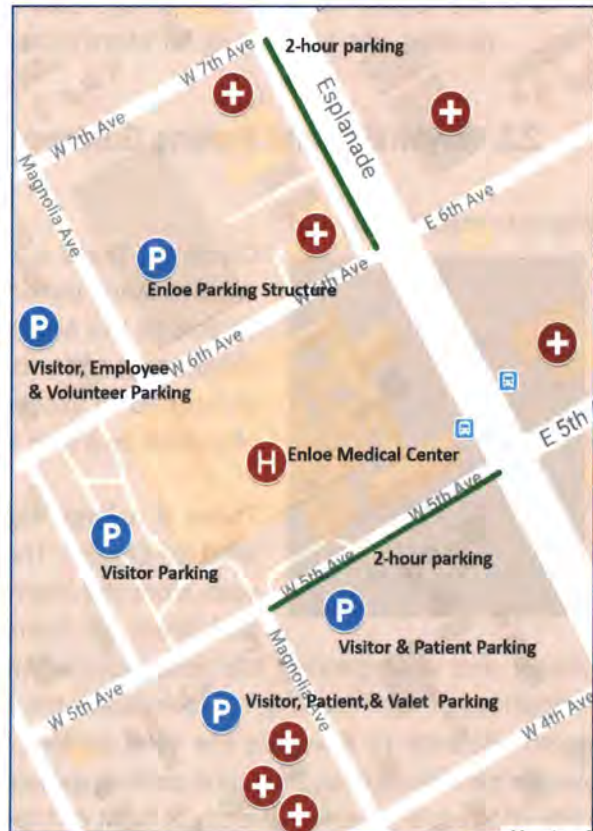 2-hour parking
W 7th Ave
Esplanade
W 7th Ave
Magnolia Ave
E 6th Ave
P
Enloe Parking Structure
W 6th Ave
P
W 6th Ave
Visitor, Employee
& Volunteer Parking
E 5th A
H
Enloe Medical Center
W 5th Ave
P
Visitor Parking
2-hour parking
W 5th Ave
P
Visitor & Patient Parking
Magnolia Ave
W 5th Ave
P
Visitor, Patient,& Valet Parking
W 4th Ave